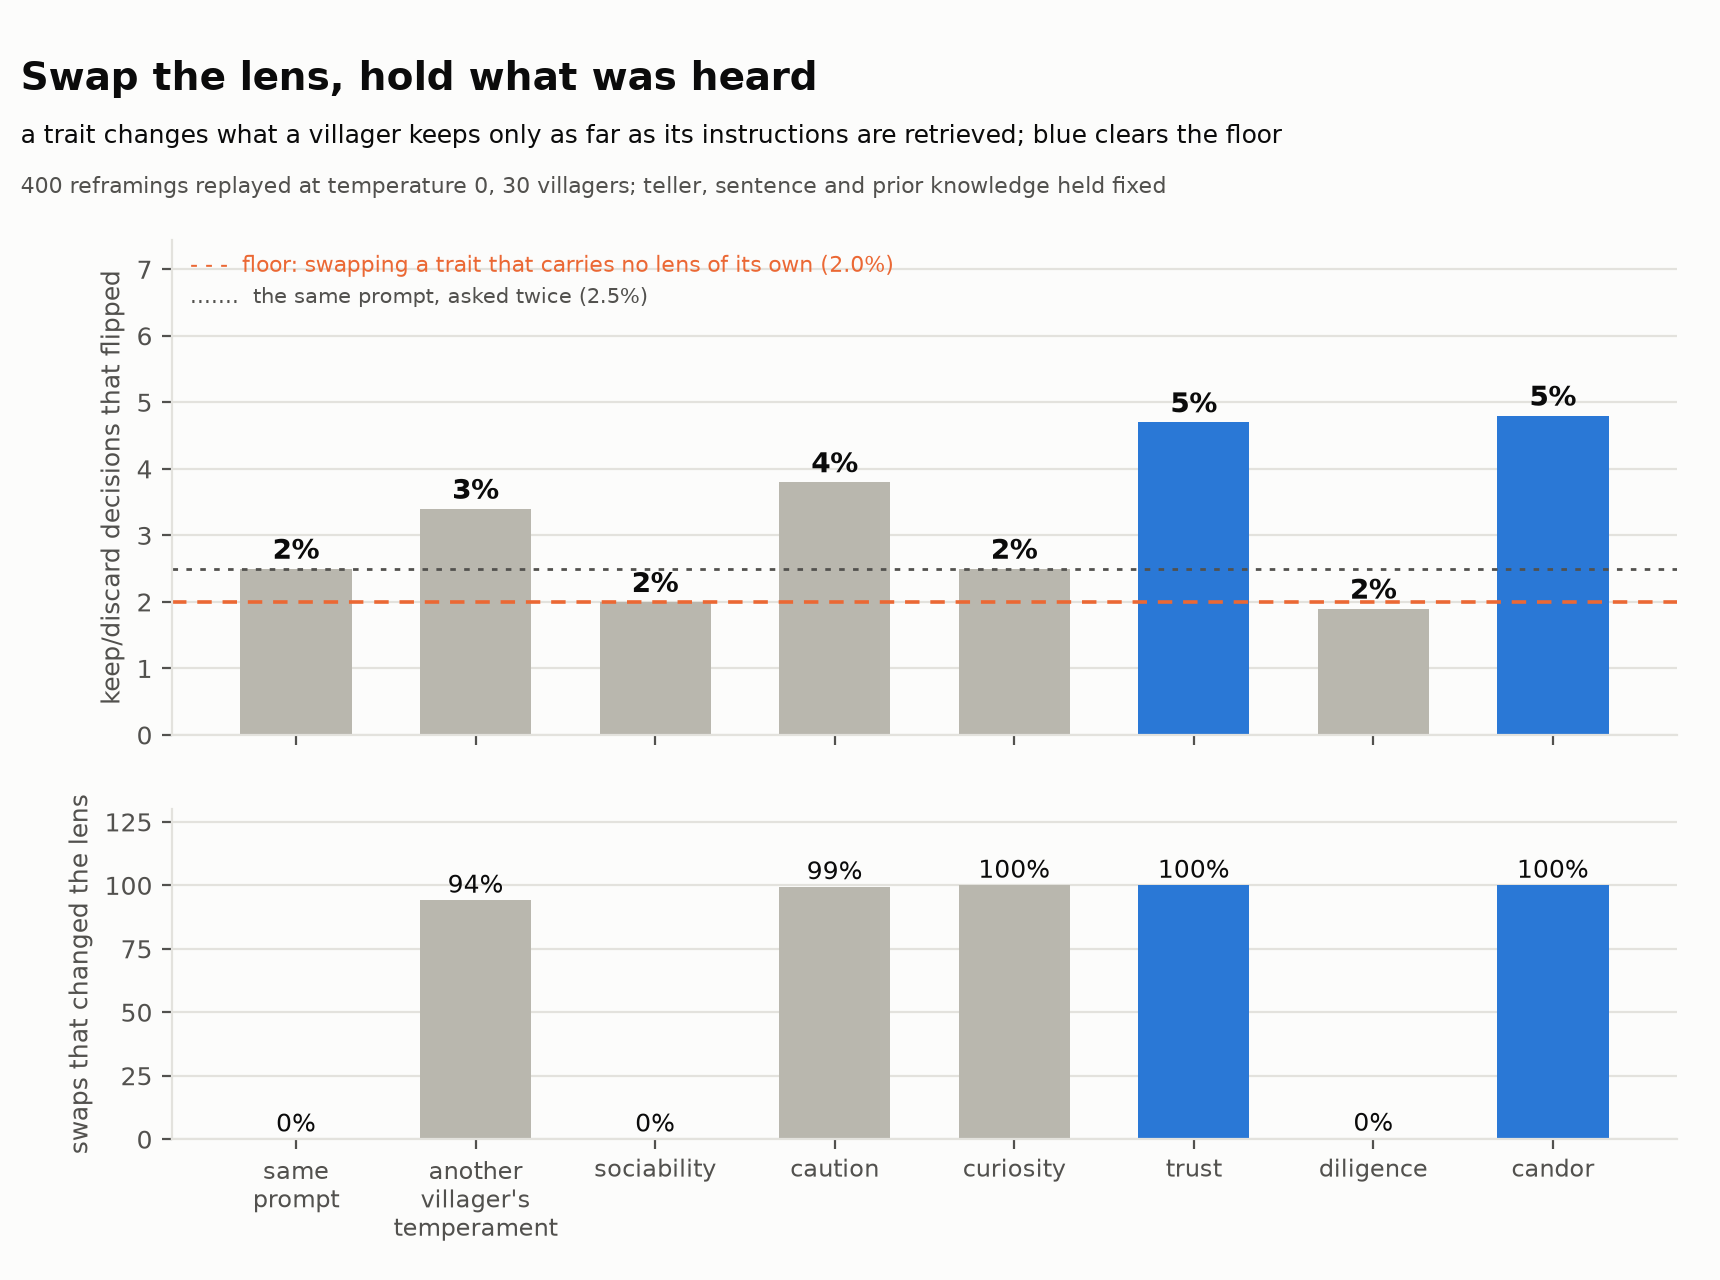 Swap the lens, hold what was heard
a trait changes what a villager keeps only as far as its instructions are retrieved; blue clears the floor
400 reframings replayed at temperature 0, 30 villagers; teller, sentence and prior knowledge held fixed
keep/discard decisions that flipped
7
6
5
4
3
2
1
0
- - - floor: swapping a trait that carries no lens of its own (2.0%)
....... the same prompt, asked twice (2.5%)
2%
3%
2%
4%
2%
5%
2%
5%
swaps that changed the lens
125
100
75
50
25
0
0%
94%
0%
99%
100%
100%
0%
100%
same
prompt
another
villager's
temperament
sociability
caution
curiosity
trust
diligence
candor